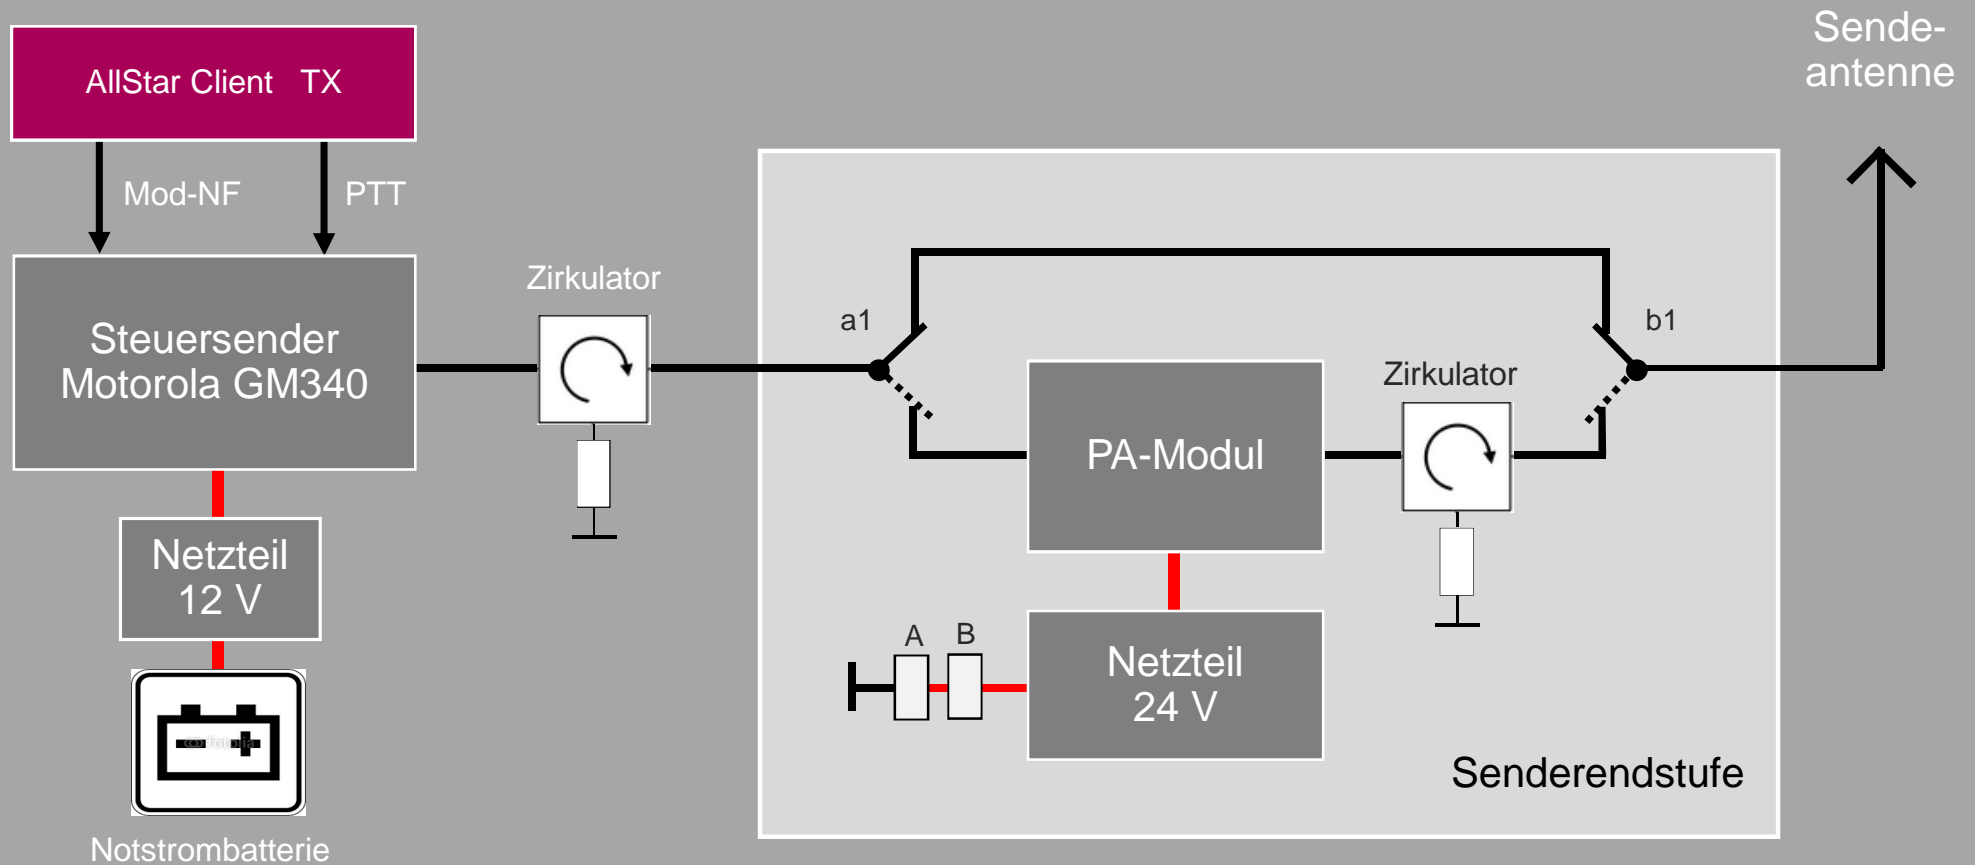 Sende-
antenne
AllStar Client TX
Mod-NF
PTT
Steuersender
Motorola GM340
Zirkulator
a1
b1
PA-Modul
Zirkulator
Netzteil
12 V
A
B
Netzteil
24 V
Senderendstufe
fotolia
Notstrombatterie